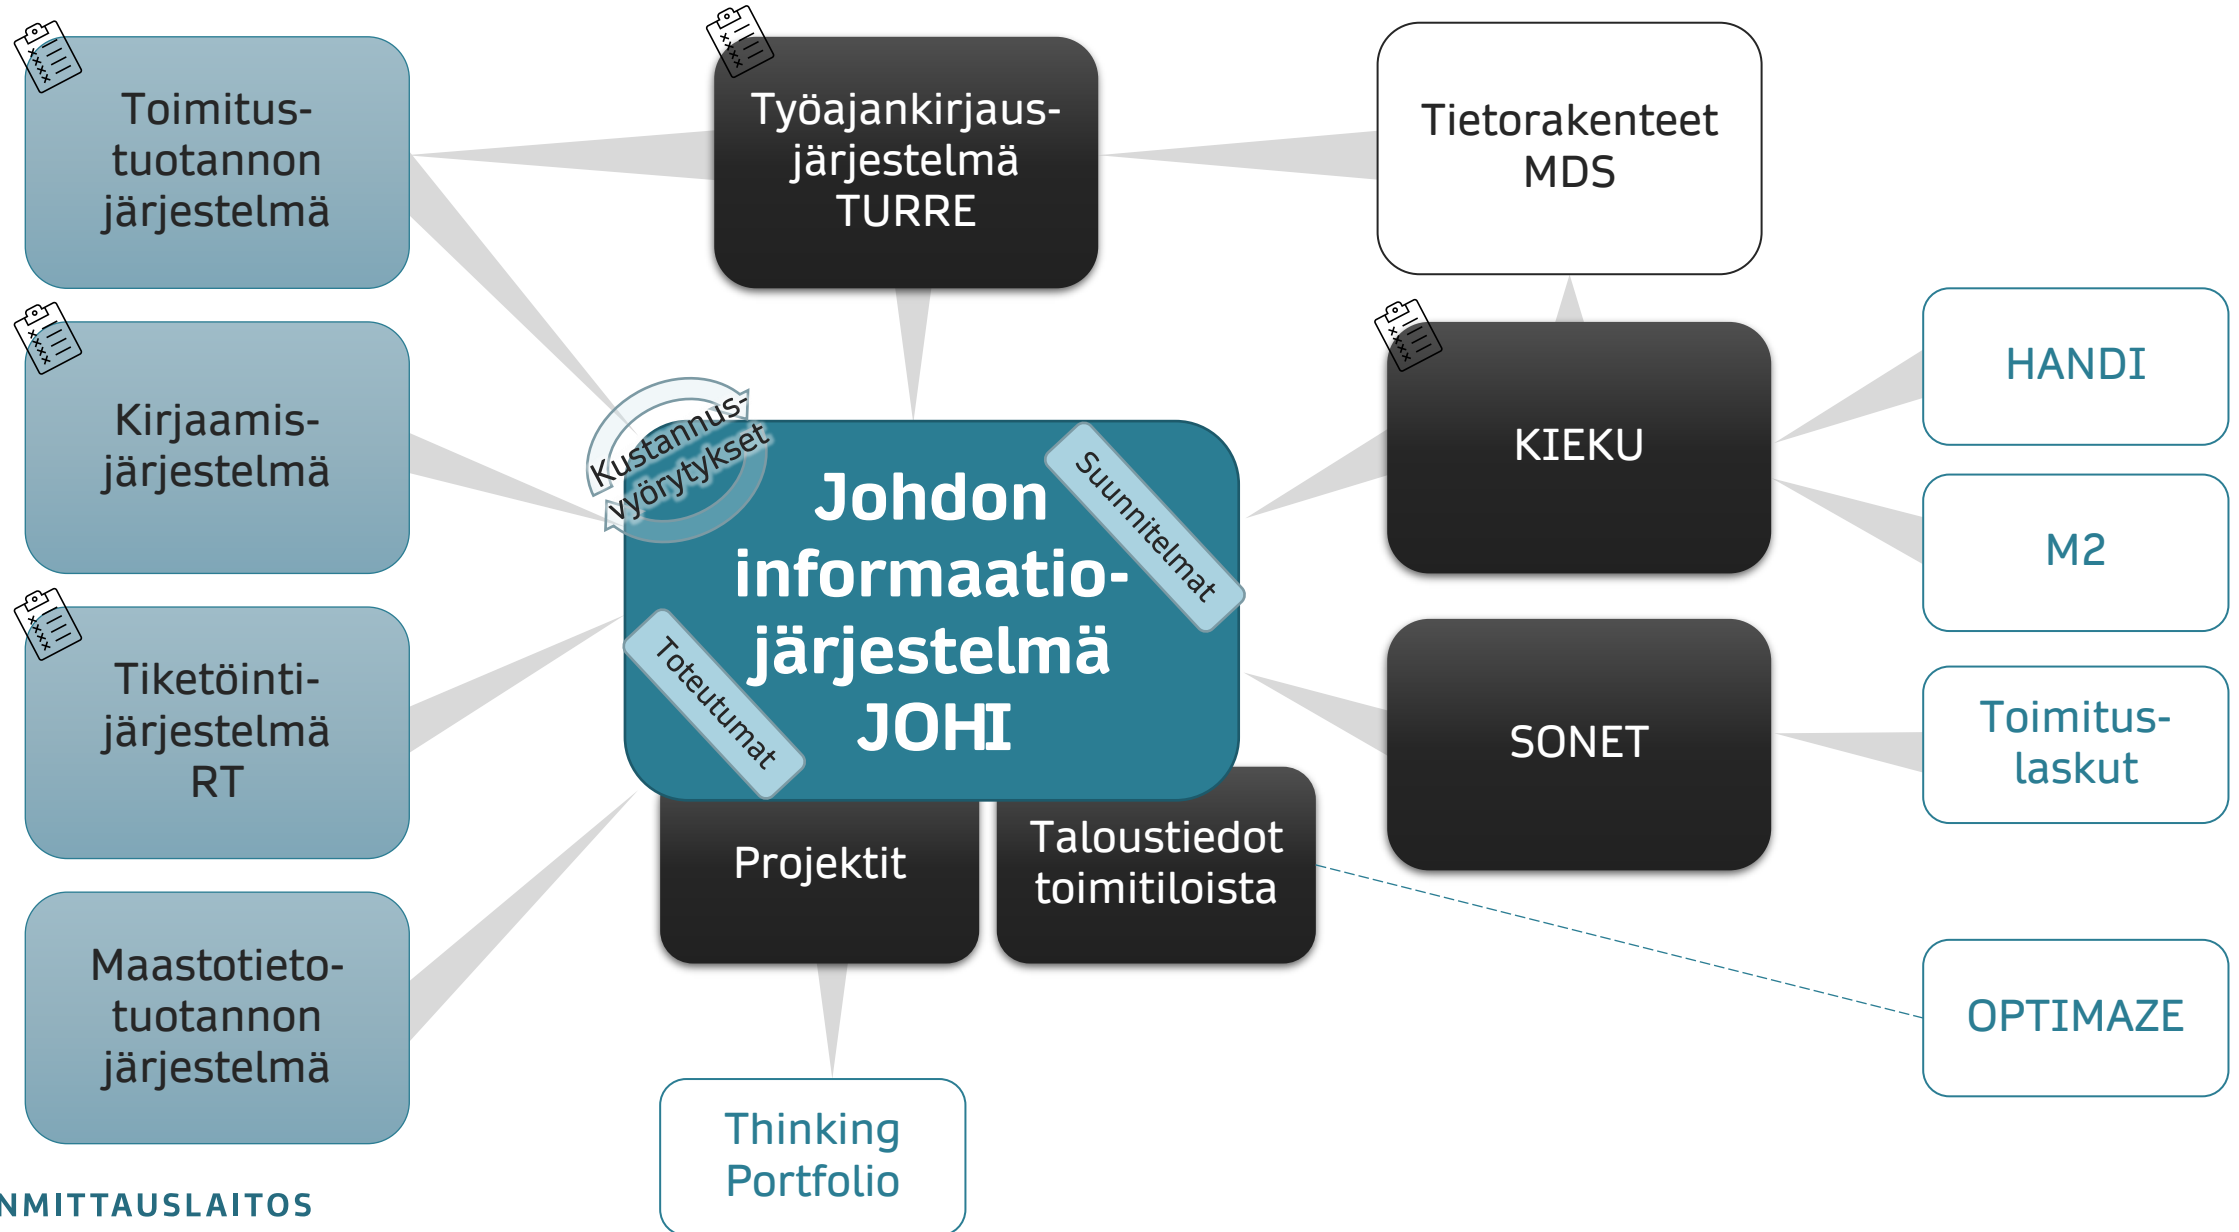 Toimitus-
tuotannon
järjestelmä
Työajankirjaus-
järjestelmä
TURRE
Tietorakenteet
MDS
Kirjaamis-
järjestelmä
Kustannus-
vyörytykset
Johdon
informaatio-
järjestelmä
JOHI
Suunnitelmat
Toteutumat
KIEKU
HANDI
M2
Tiketöinti-
järjestelmä
RT
SONET
Toimitus-
laskut
Projektit
Taloustiedot
toimitiloista
Maastotieto-
tuotannon
järjestelmä
OPTIMAZE
Thinking
Portfolio
NMITTAUSLAITOS